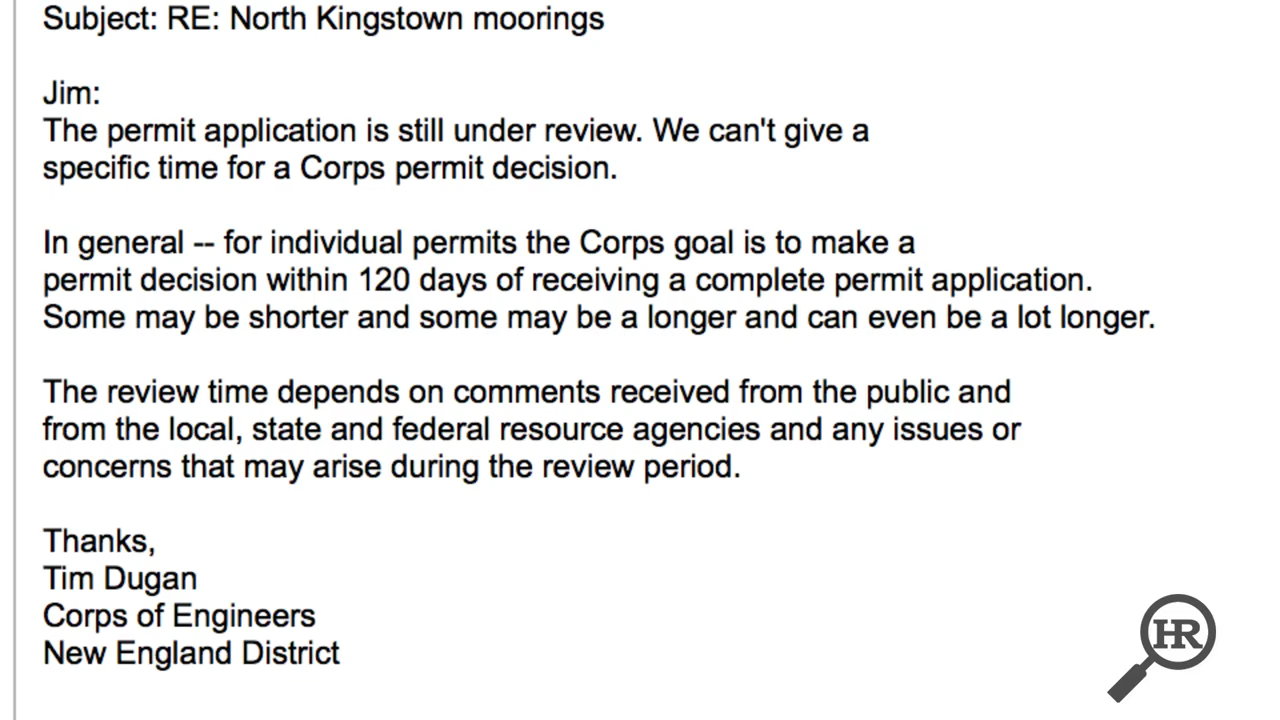 Subject: RE: North Kingstown moorings
Jim:
The permit application is still under review. We can't give a
specific time for a Corps permit decision.
In general -- for individual permits the Corps goal is to make a
permit decision within 120 days of receiving a complete permit application.
Some may be shorter and some may be a longer and can even be a lot longer.
The review time depends on comments received from the public and
from the local, state and federal resource agencies and any issues or
concerns that may arise during the review period.
Thanks,
Tim Dugan
Corps of Engineers
New England District
HR